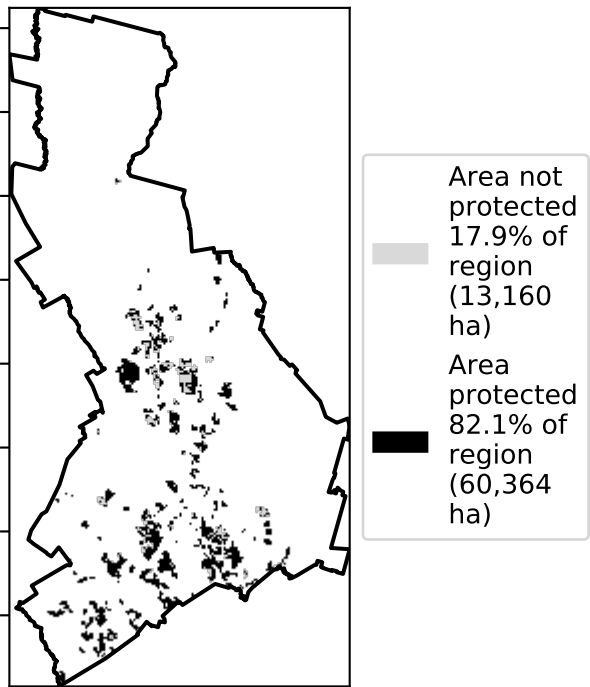 Area not
protected
17.9% of
region
(13,160
ha)
Area
protected
82.1% of
region
(60,364
ha)